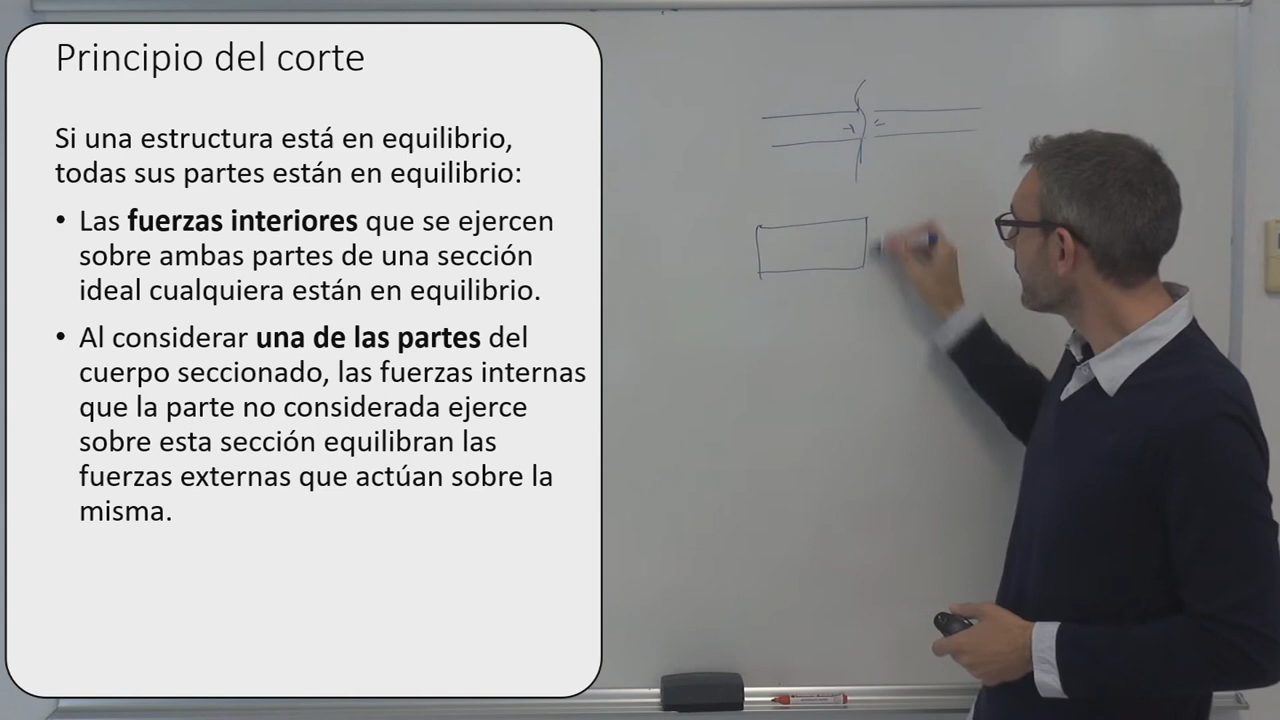 Principio del corte
Si una estructura está en equilibrio,
todas sus partes están en equilibrio:
• Las fuerzas interiores que se ejercen
sobre ambas partes de una sección
ideal cualquiera están en equilibrio.
• Al considerar una de las partes del
cuerpo seccionado, las fuerzas internas
que la parte no considerada ejerce
sobre esta sección equilibran las
fuerzas externas que actúan sobre la
misma.